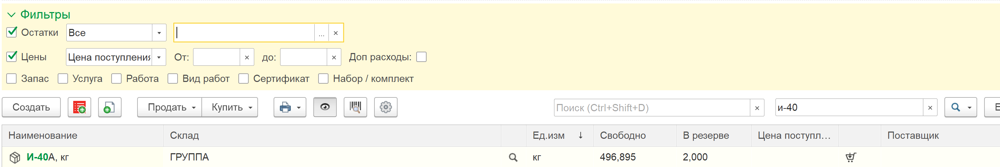 Фильтры
Остатки Все ... ×
Цены Цена поступления От: × до: × Доп расходы:
Запас Услуга Работа Вид работ Сертификат Набор / комплект
Создать Продать Купить Поиск (Ctrl+Shift+D) × и-40 ×
Наименование Склад Ед.изм ↓ Свободно В резерве Цена поступл... Поставщик
И-40А, кг ГРУППА кг 496,895 2,000